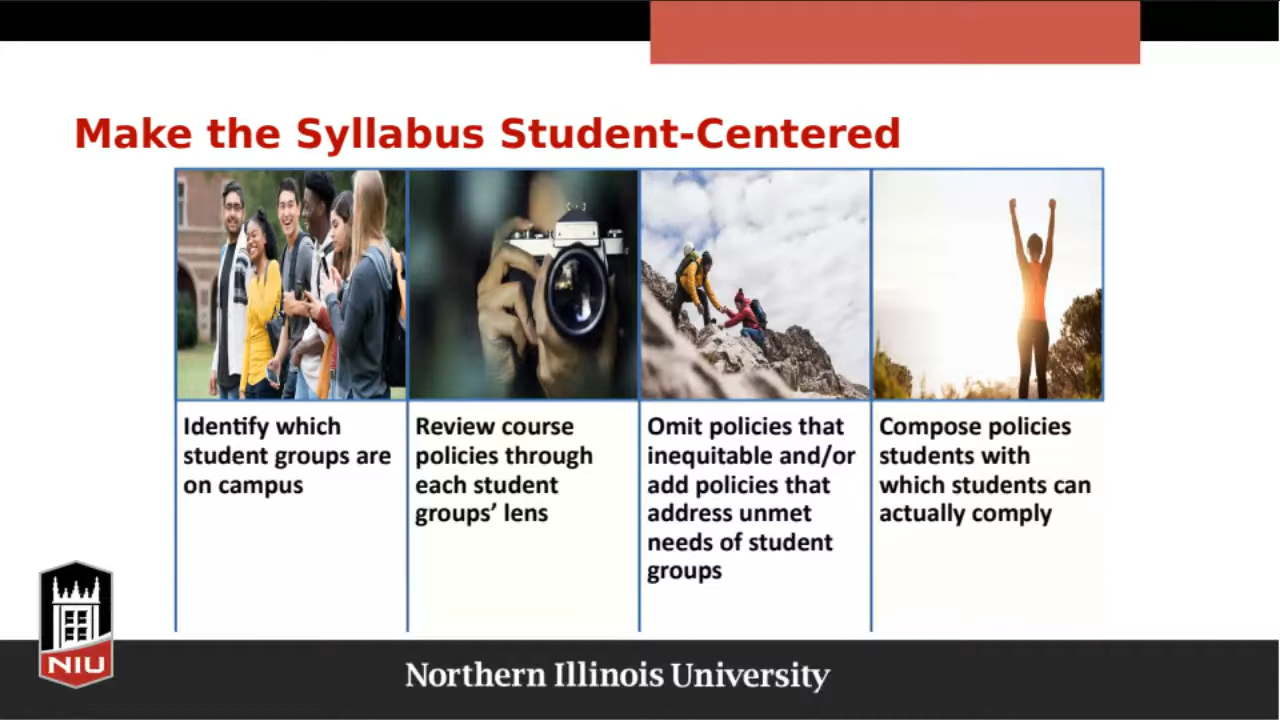 Make the Syllabus Student-Centered
Identify which
student groups are
on campus
Review course
policies through
each student
groups’ lens
Omit policies that
inequitable and/or
add policies that
address unmet
needs of student
groups
Compose policies
students with
which students can
actually comply
NIU
Northern Illinois University